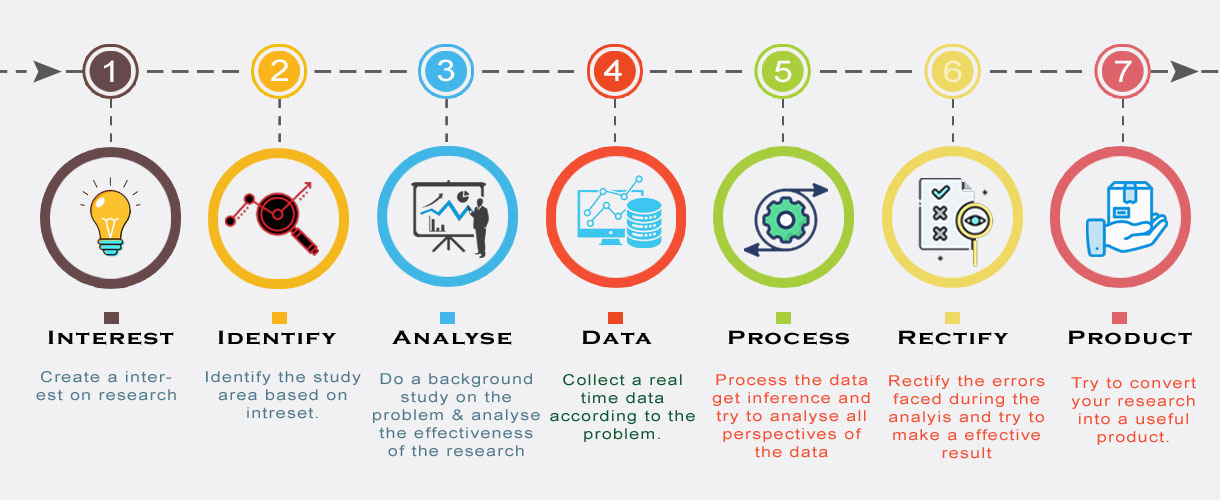 1 2 3 4 5 6 7
INTEREST
Create a inter-
est on research
IDENTIFY
Identify the study
area based on
intreset.
ANALYSE
Do a background
study on the
problem & analyse
the effectiveness
of the research
DATA
Collect a real
time data
according to the
problem.
PROCESS
Process the data
get inference and
try to analyse all
perspectives of
the data
RECTIFY
Rectify the errors
faced during the
analyis and try to
make a effective
result
PRODUCT
Try to convert
your research
into a useful
product.